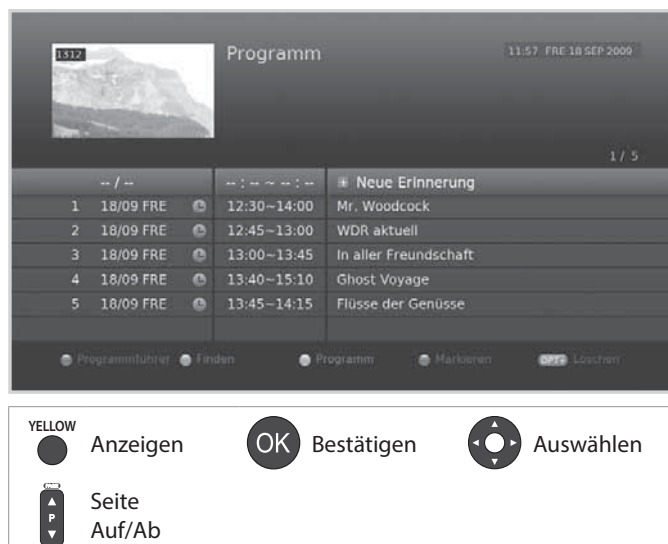 1312
Programm
11:57 FRE 18 SEP 2009
1 / 5
-- / -- -- : -- ~ -- : -- Neue Erinnerung
1 18/09 FRE 12:30~14:00 Mr. Woodcock
2 18/09 FRE 12:45~13:00 WDR aktuell
3 18/09 FRE 13:00~13:45 In aller Freundschaft
4 18/09 FRE 13:40~15:10 Ghost Voyage
5 18/09 FRE 13:45~14:15 Flüsse der Genüsse
Programmführer Finden Programm Markieren OPT+ Löschen
YELLOW
Anzeigen OK Bestätigen Auswählen
P Seite
Auf/Ab